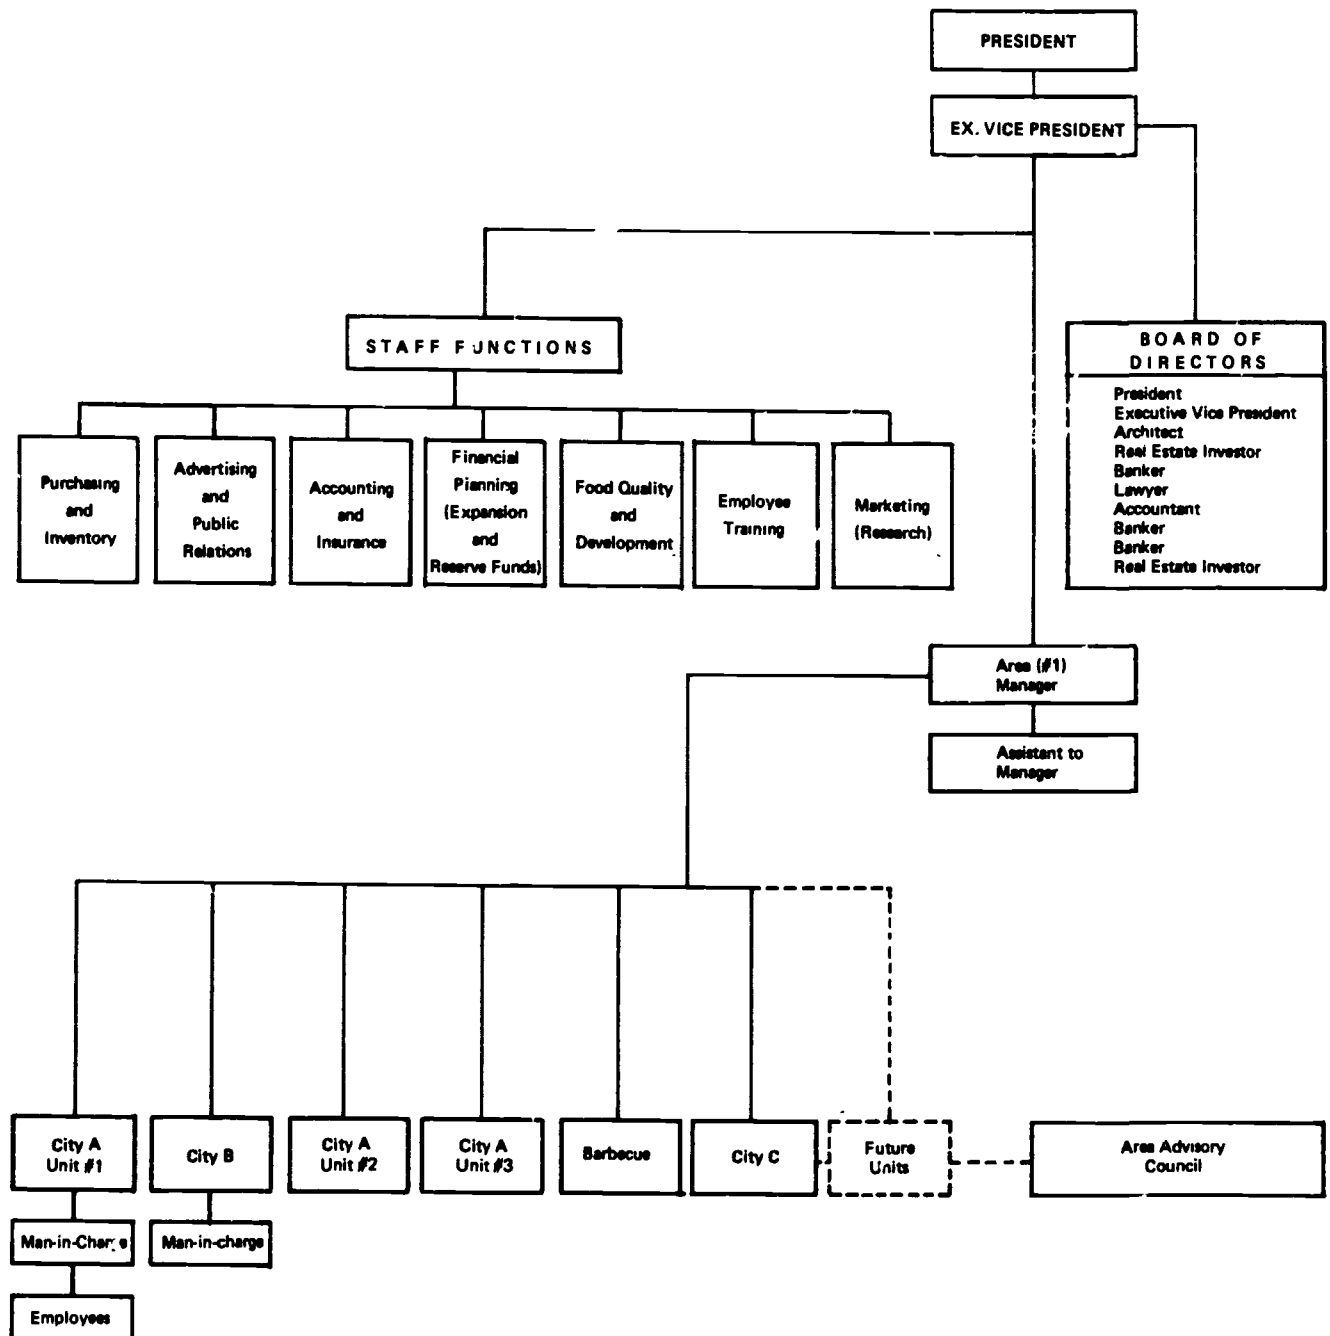 PRESIDENT
EX. VICE PRESIDENT
STAFF FUNCTIONS
BOARD OF
DIRECTORS
President
Executive Vice President
Architect
Real Estate Investor
Banker
Lawyer
Accountant
Banker
Banker
Real Estate Investor
Purchasing
and
Inventory
Advertising
and
Public
Relations
Accounting
and
Insurance
Financial
Planning
(Expansion
and
Reserve Funds)
Food Quality
and
Development
Employee
Training
Marketing
(Research)
Area (#1)
Manager
Assistant to
Manager
City A
Unit #1
City B
City A
Unit #2
City A
Unit #3
Barbecue
City C
Future
Units
Area Advisory
Council
Man-in-Charge
Man-in-charge
Employees